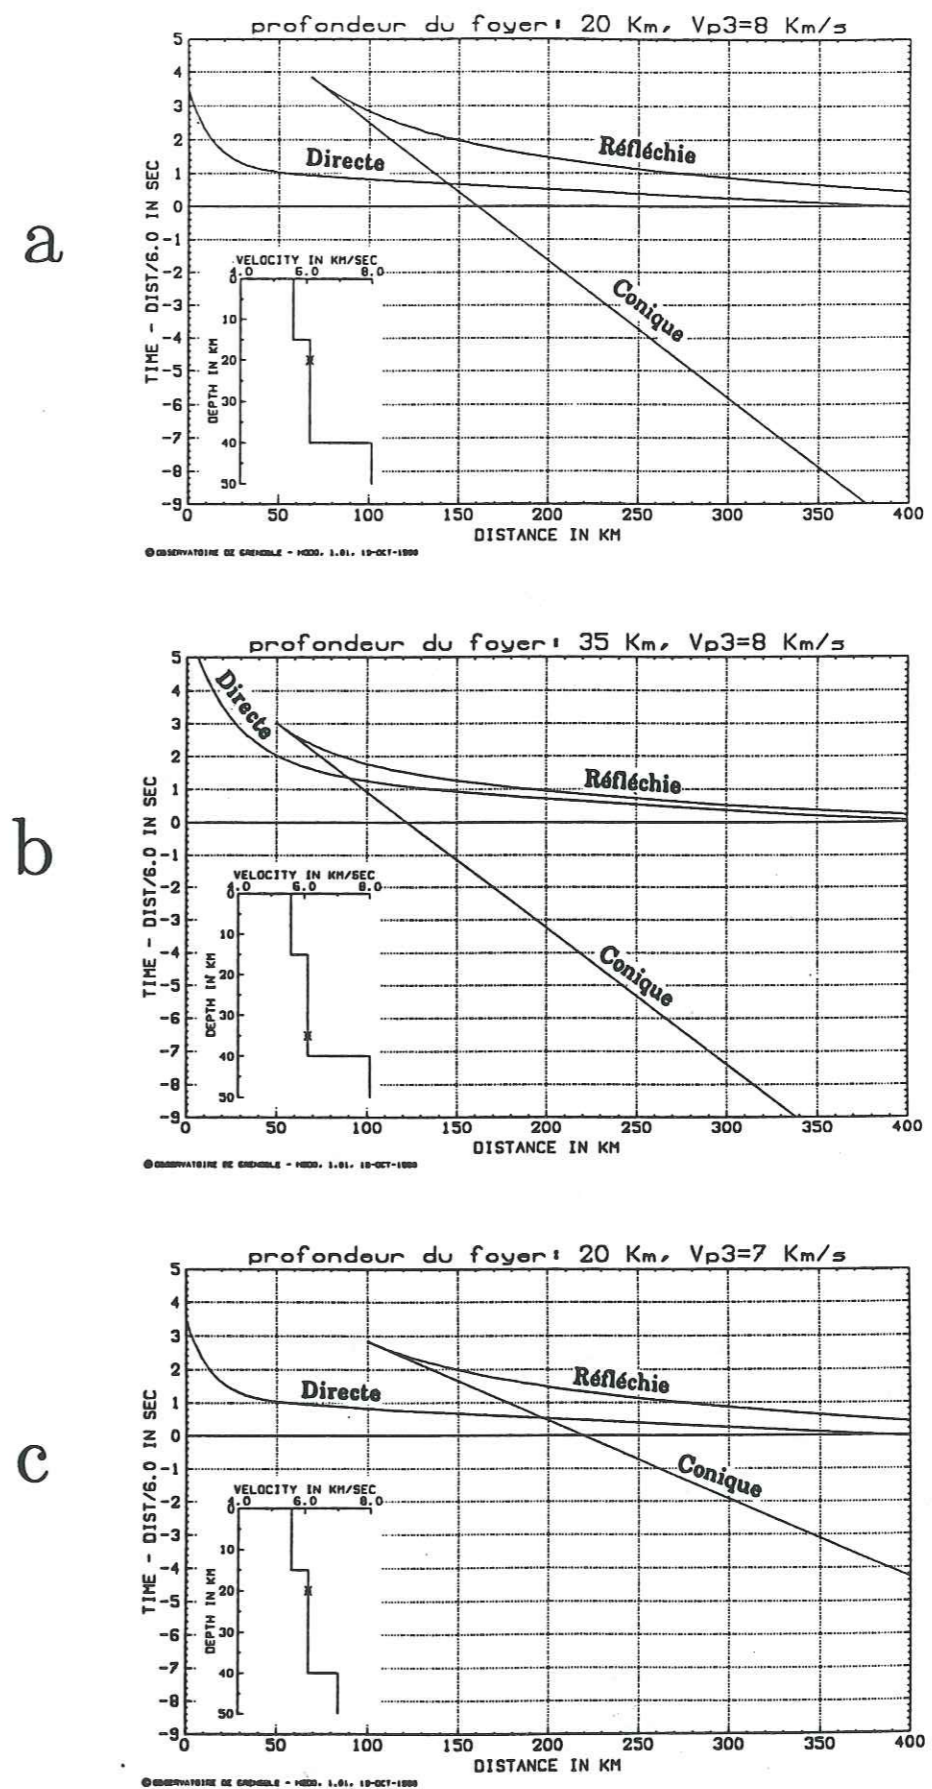 profondeur du foyer: 20 Km, Vp3=8 Km/s
a
TIME - DIST/6.0 IN SEC
5
4
3
2
1
0
-1
-2
-3
-4
-5
-6
-7
-8
-9
Réfléchie
Directe
Conique
VELOCITY IN KM/SEC
4.0 6.0 8.0
DEPTH IN KM
0
10
20
30
40
50
0 50 100 150 200 250 300 350 400
DISTANCE IN KM
©OBSERVATOIRE DE GRENOBLE -
profondeur du foyer: 35 Km, Vp3=8 Km/s
b
TIME - DIST/6.0 IN SEC
5
4
3
2
1
0
-1
-2
-3
-4
-5
-6
-7
-8
-9
Directe
Réfléchie
Conique
VELOCITY IN KM/SEC
4.0 6.0 8.0
DEPTH IN KM
0
10
20
30
40
50
0 50 100 150 200 250 300 350 400
DISTANCE IN KM
©OBSERVATOIRE DE GRENOBLE -
profondeur du foyer: 20 Km, Vp3=7 Km/s
c
TIME - DIST/6.0 IN SEC
5
4
3
2
1
0
-1
-2
-3
-4
-5
-6
-7
-8
-9
Réfléchie
Directe
Conique
VELOCITY IN KM/SEC
4.0 6.0 8.0
DEPTH IN KM
0
10
20
30
40
50
0 50 100 150 200 250 300 350 400
DISTANCE IN KM
©OBSERVATOIRE DE GRENOBLE -